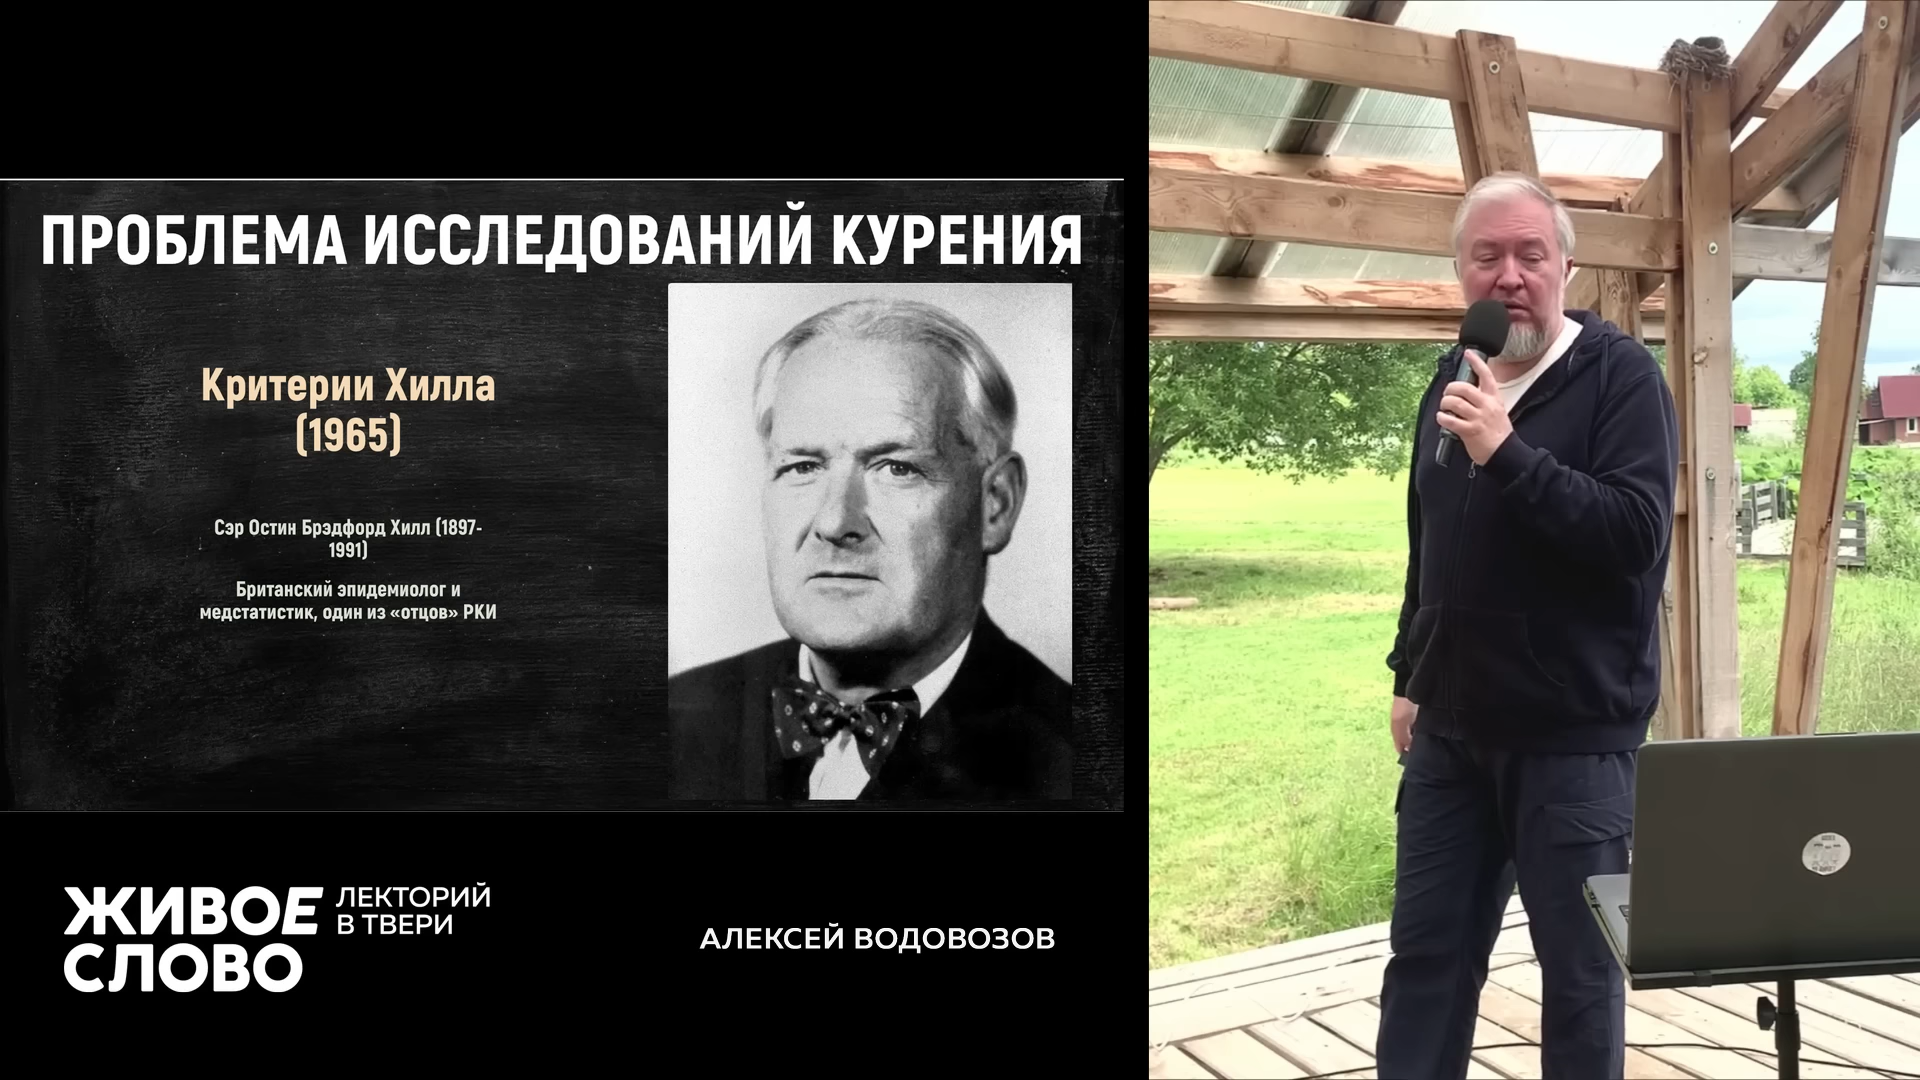 ПРОБЛЕМА ИССЛЕДОВАНИЙ КУРЕНИЯ
Критерии Хилла
(1965)
Сэр Остин Брэдфорд Хилл (1897-
1991)
Британский эпидемиолог и
медстатистик, один из «отцов» РКИ
ЖИВОЕ
СЛОВО
ЛЕКТОРИЙ
В ТВЕРИ
АЛЕКСЕЙ ВОДОВОЗОВ